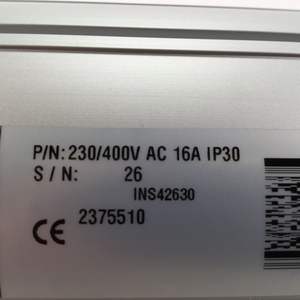 P/N: 230/400V AC 16A IP30
S / N: 26
INS42630
CE 2375510